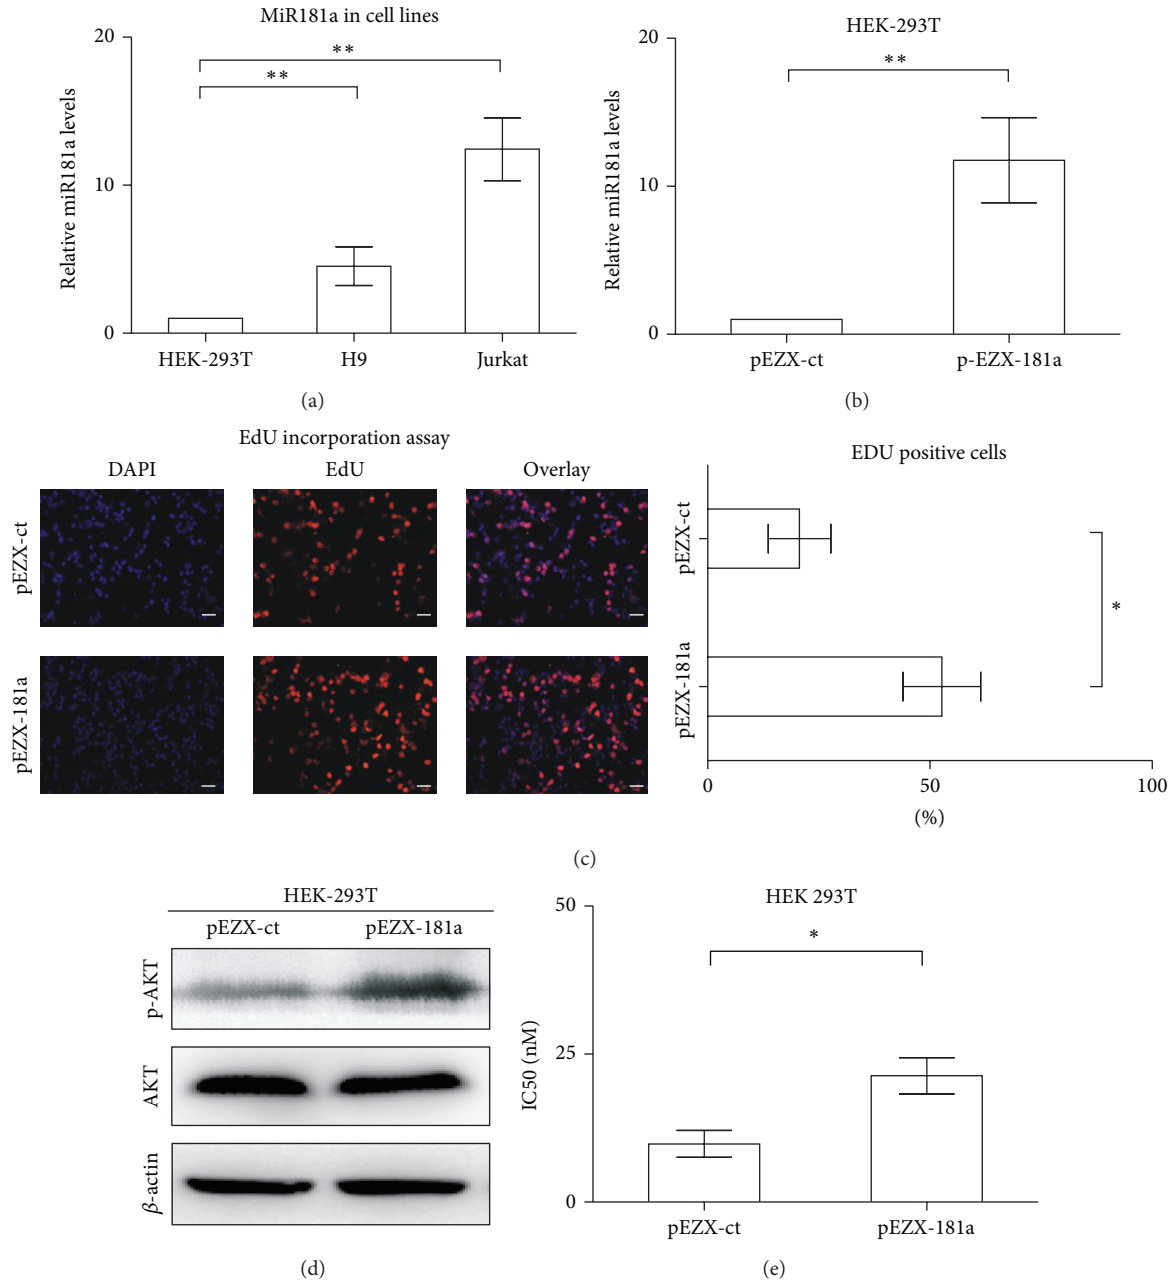 MiR181a in cell lines
20
10
0
Relative miR181a levels
**
**
HEK-293T H9 Jurkat
(a)
HEK-293T
20
10
0
Relative miR181a levels
**
pEZX-ct p-EZX-181a
(b)
EdU incorporation assay
DAPI EdU Overlay
pEZX-ct
pEZX-181a
EDU positive cells
pEZX-ct
pEZX-181a
*
0 50 100
(%)
(c)
HEK-293T
pEZX-ct pEZX-181a
p-AKT
AKT
β-actin
(d)
HEK 293T
50
25
0
IC50 (nM)
*
pEZX-ct pEZX-181a
(e)